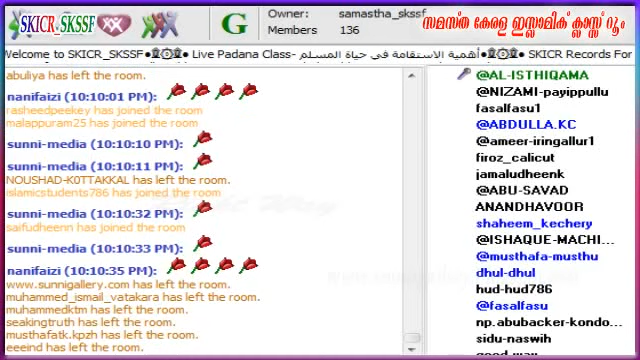 SKICR_SKSSF
G
Owner: samastha_skssf
Members 136
സമസ്ത കേരള ഇസ്ലാമിക് ക്ലാസ്സ് റൂം
Welcome to SKICR_SKSSF•۩۞۩• Live Padana Class- أهمية الاستقامة في حياة المسلم •۩۞۩• SKICR Records For
abuliya has left the room.
nanifaizi (10:10:01 PM):
rasheedpeekey has joined the room
malappuram25 has joined the room
sunni-media (10:10:10 PM):
sunni-media (10:10:11 PM):
NOUSHAD-K0TTAKKAL has left the room.
islamicstudents786 has joined the room
sunni-media (10:10:32 PM):
saifudheenn has joined the room
sunni-media (10:10:33 PM):
nanifaizi (10:10:35 PM):
www.sunnigallery.com has left the room.
muhammed_ismail_vatakara has left the room.
muhammedktm has left the room.
seakingtruth has left the room.
musthafatk.kpzh has left the room.
eeeind has left the room.
@AL-ISTHIQAMA
@NIZAMI-payippullu
fasalfasu1
@ABDULLA.KC
@ameer-iringallur1
firoz_calicut
jamaludheenk
@ABU-SAVAD
ANANDHAVOOR
shaheem_kechery
@ISHAQUE-MACHI...
@musthafa-musthu
dhul-dhul
hud-hud786
@fasalfasu
np.abubacker-kondo...
sidu-naswih